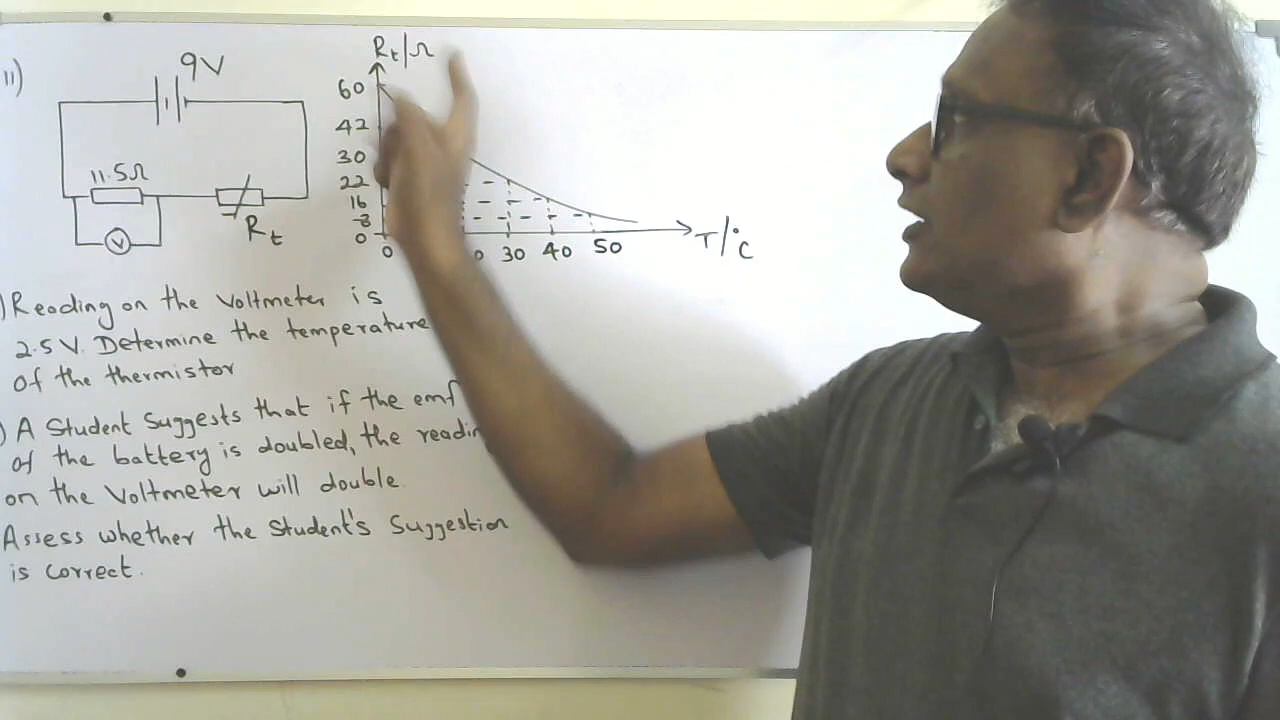 11)
9V
11.5Ω
V
Rt
Rt/Ω
60
42
30
22
16
8
0
0 30 40 50
T/°C
) Reading on the voltmeter is
2.5 V. Determine the temperature
of the thermistor
) A Student Suggests that if the emf
of the battery is doubled, the
on the Voltmeter will double.
Assess whether the Student's Suggestion
is correct.